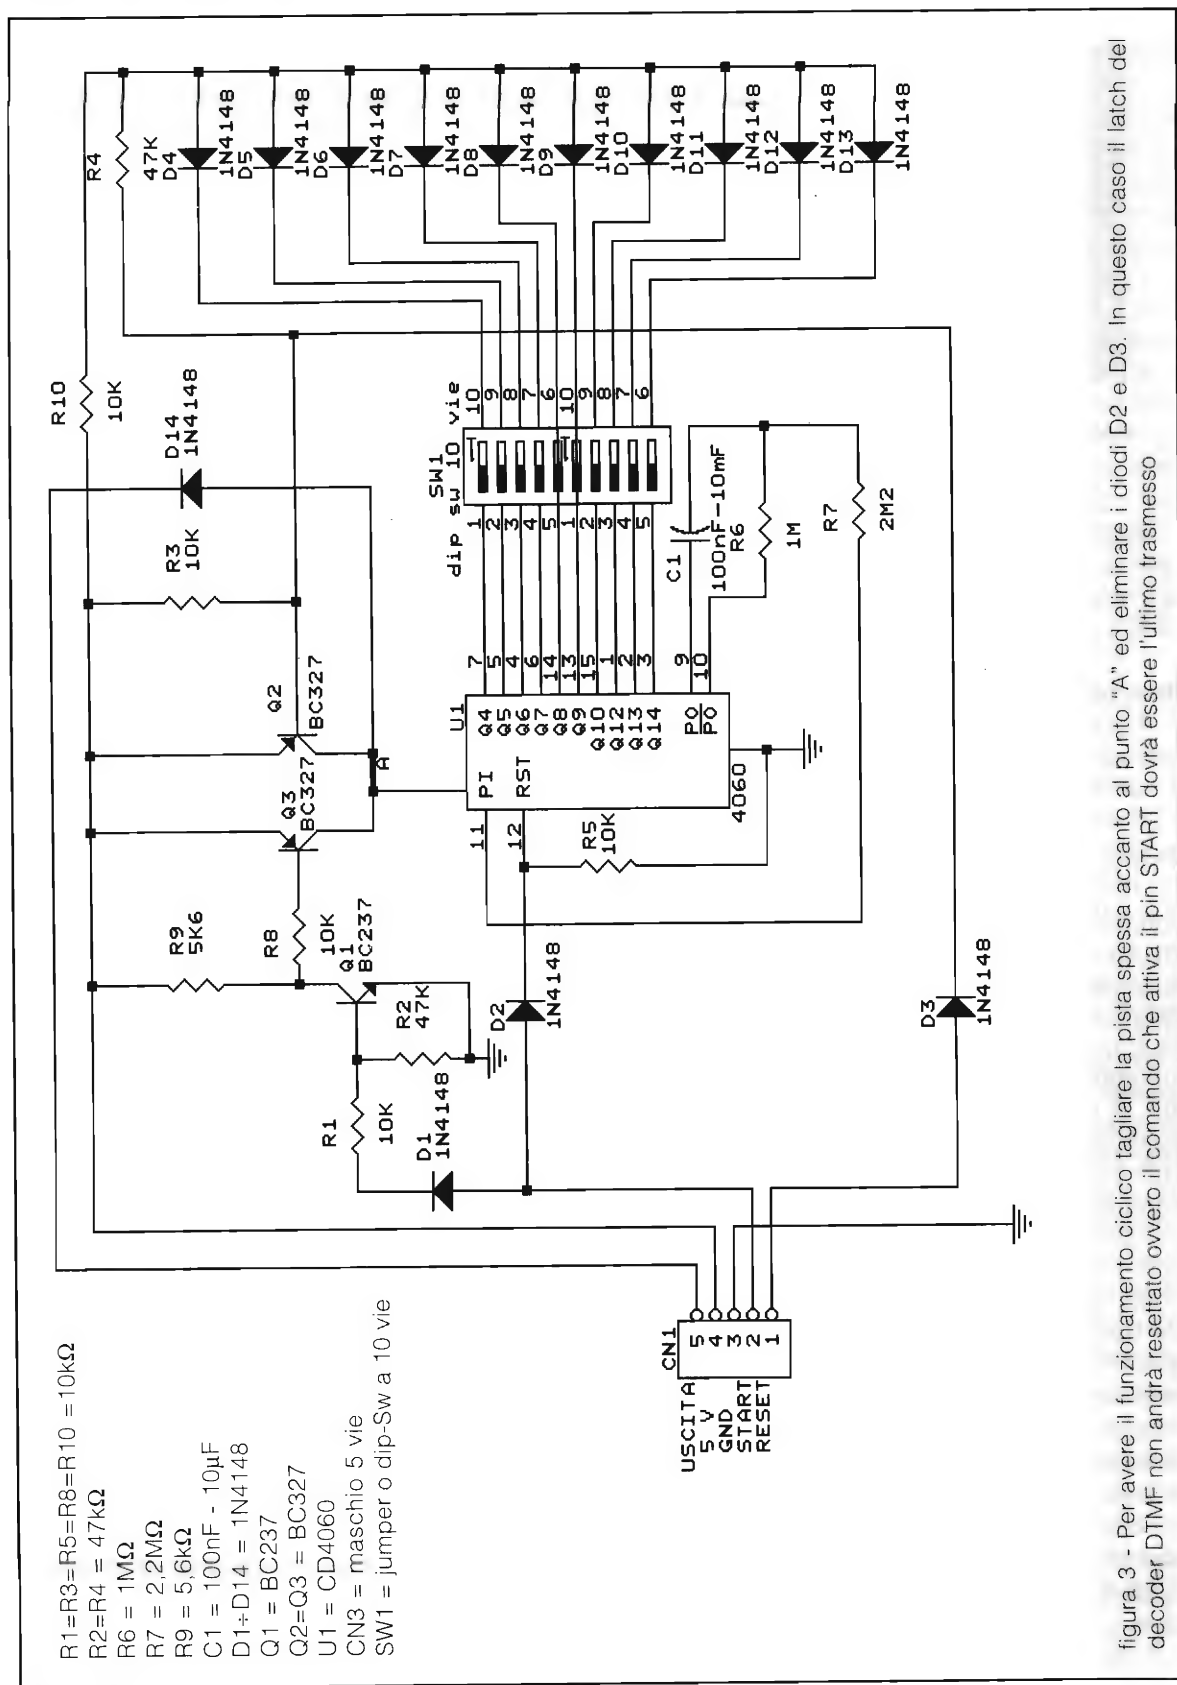 R1=R3=R5=R8=R10 =10kΩ
R2=R4 = 47kΩ
R6 = 1MΩ
R7 = 2,2MΩ
R9 = 5,6kΩ
C1 = 100nF - 10µF
D1÷D14 = 1N4148
Q1 = BC237
Q2=Q3 = BC327
U1 = CD4060
CN3 = maschio 5 vie
SW1 = jumper o dip-Sw a 10 vie
CN1
USCITA 5
5 V 4
GND 3
START 2
RESET 1
R1
10K
D1
1N4148
R2
47K
Q1
BC237
R9
5K6
R8
10K
D2
1N4148
D3
1N4148
Q3
BC327
Q2
BC327
A
R3
10K
D14
1N4148
R10
10K
R4
47K
R5
10K
U1
4060
11 PI
12 RST
Q4 7
Q5 5
Q6 4
Q7 6
Q8 14
Q9 13
Q10 15
Q12 1
Q13 2
Q14 3
PO 9
PO 10
SW1
dip sw 10 vie
1 10
2 9
3 8
4 7
5 6
1 10
2 9
3 8
4 7
5 6
C1
100nF-10mF
R6
1M
R7
2M2
D4
1N4148
D5
1N4148
D6
1N4148
D7
1N4148
D8
1N4148
D9
1N4148
D10
1N4148
D11
1N4148
D12
1N4148
D13
1N4148
figura 3 - Per avere il funzionamento ciclico tagliare la pista spessa accanto al punto “A” ed eliminare i diodi D2 e D3. In questo caso il latch del
decoder DTMF non andrà resettato ovvero il comando che attiva il pin START dovrà essere l'ultimo trasmesso